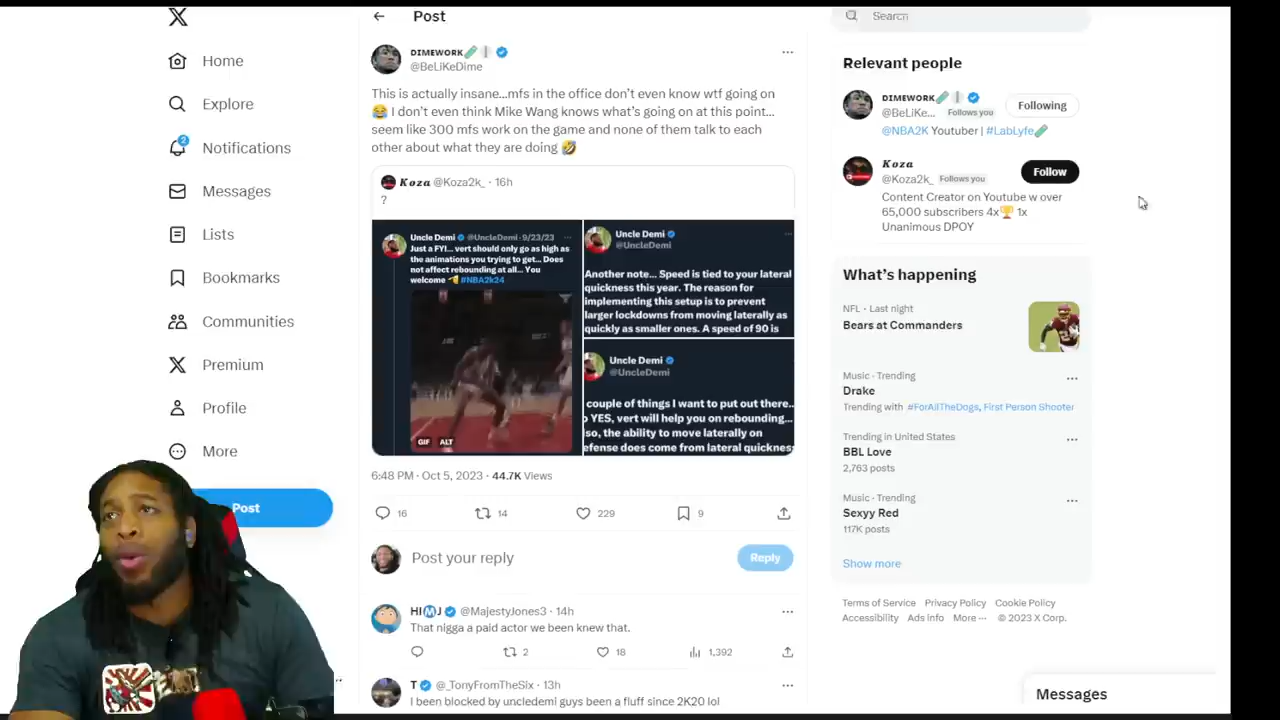 Post
Search
Home
Explore
2
Notifications
Messages
Lists
Bookmarks
Communities
Premium
Profile
More
Post
DIMEWORK
@BeLiKeDime
This is actually insane...mfs in the office don't even know wtf going on
😂 I don't even think Mike Wang knows what's going on at this point...
seem like 300 mfs work on the game and none of them talk to each
other about what they are doing 🤣
Koza @Koza2k_ · 16h
?
Uncle Demi @UncleDemi · 9/23/23
Just a FYI... vert should only go as high as
the animations you trying to get... Does
not affect rebounding at all... You
welcome #NBA2k24
GIF ALT
Uncle Demi
@UncleDemi
Another note... Speed is tied to your lateral
quickness this year. The reason for
implementing this setup is to prevent
larger lockdowns from moving laterally as
quickly as smaller ones. A speed of 90 is
Uncle Demi
@UncleDemi
couple of things I want to put out there..
o YES, vert will help you on rebounding...
so, the ability to move laterally on
efense does come from lateral quicknes
6:48 PM · Oct 5, 2023 · 44.7K Views
16 14 229 9
Post your reply
Reply
HIMJ @MajestyJones3 · 14h
That nigga a paid actor we been knew that.
2 18 1,392
T @_TonyFromTheSix · 13h
I been blocked by uncledemi guys been a fluff since 2K20 lol
Relevant people
DIMEWORK
@BeLiKe... Follows you
Following
@NBA2K Youtuber | #LabLyfe
Koza
@Koza2k_ Follows you
Follow
Content Creator on Youtube w over
65,000 subscribers 4x🏆 1x
Unanimous DPOY
What's happening
NFL · Last night
Bears at Commanders
Music · Trending
Drake
Trending with #ForAllTheDogs, First Person Shooter
Trending in United States
BBL Love
2,763 posts
Music · Trending
Sexyy Red
117K posts
Show more
Terms of Service Privacy Policy Cookie Policy
Accessibility Ads info More ··· © 2023 X Corp.
Messages